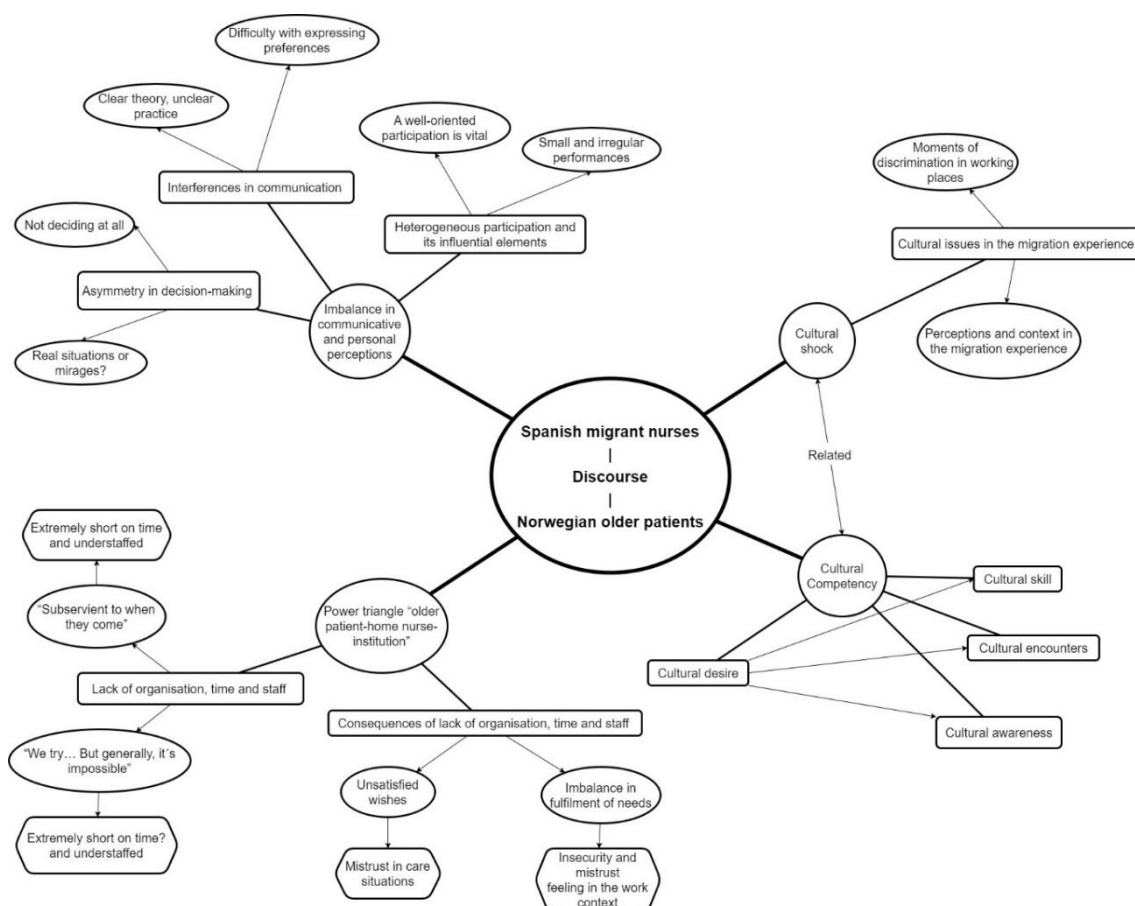 Difficulty with expressing
preferences
Clear theory, unclear
practice
A well-oriented
participation is vital
Small and irregular
performances
Moments of
discrimination in working
places
Interferences in communication
Not deciding at all
Heterogeneous participation and
its influential elements
Cultural issues in the migration experience
Asymmetry in decision-making
Imbalance in
communicative
and personal
perceptions
Cultural
shock
Perceptions and context in
the migration experience
Real situations or
mirages?
Spanish migrant nurses
|
Discourse
|
Norwegian older patients
Related
Extremely short on time
and understaffed
Cultural
Competency
Cultural skill
“Subservient to when
they come”
Power triangle “older
patient-home nurse-
institution”
Cultural encounters
Cultural desire
Lack of organisation, time and staff
Consequences of lack of organisation, time and staff
Cultural awareness
“We try… But generally, it´s
impossible”
Unsatisfied
wishes
Imbalance in
fulfilment of needs
Extremely short on time?
and understaffed
Mistrust in care
situations
Insecurity and
mistrust
feeling in the work
context